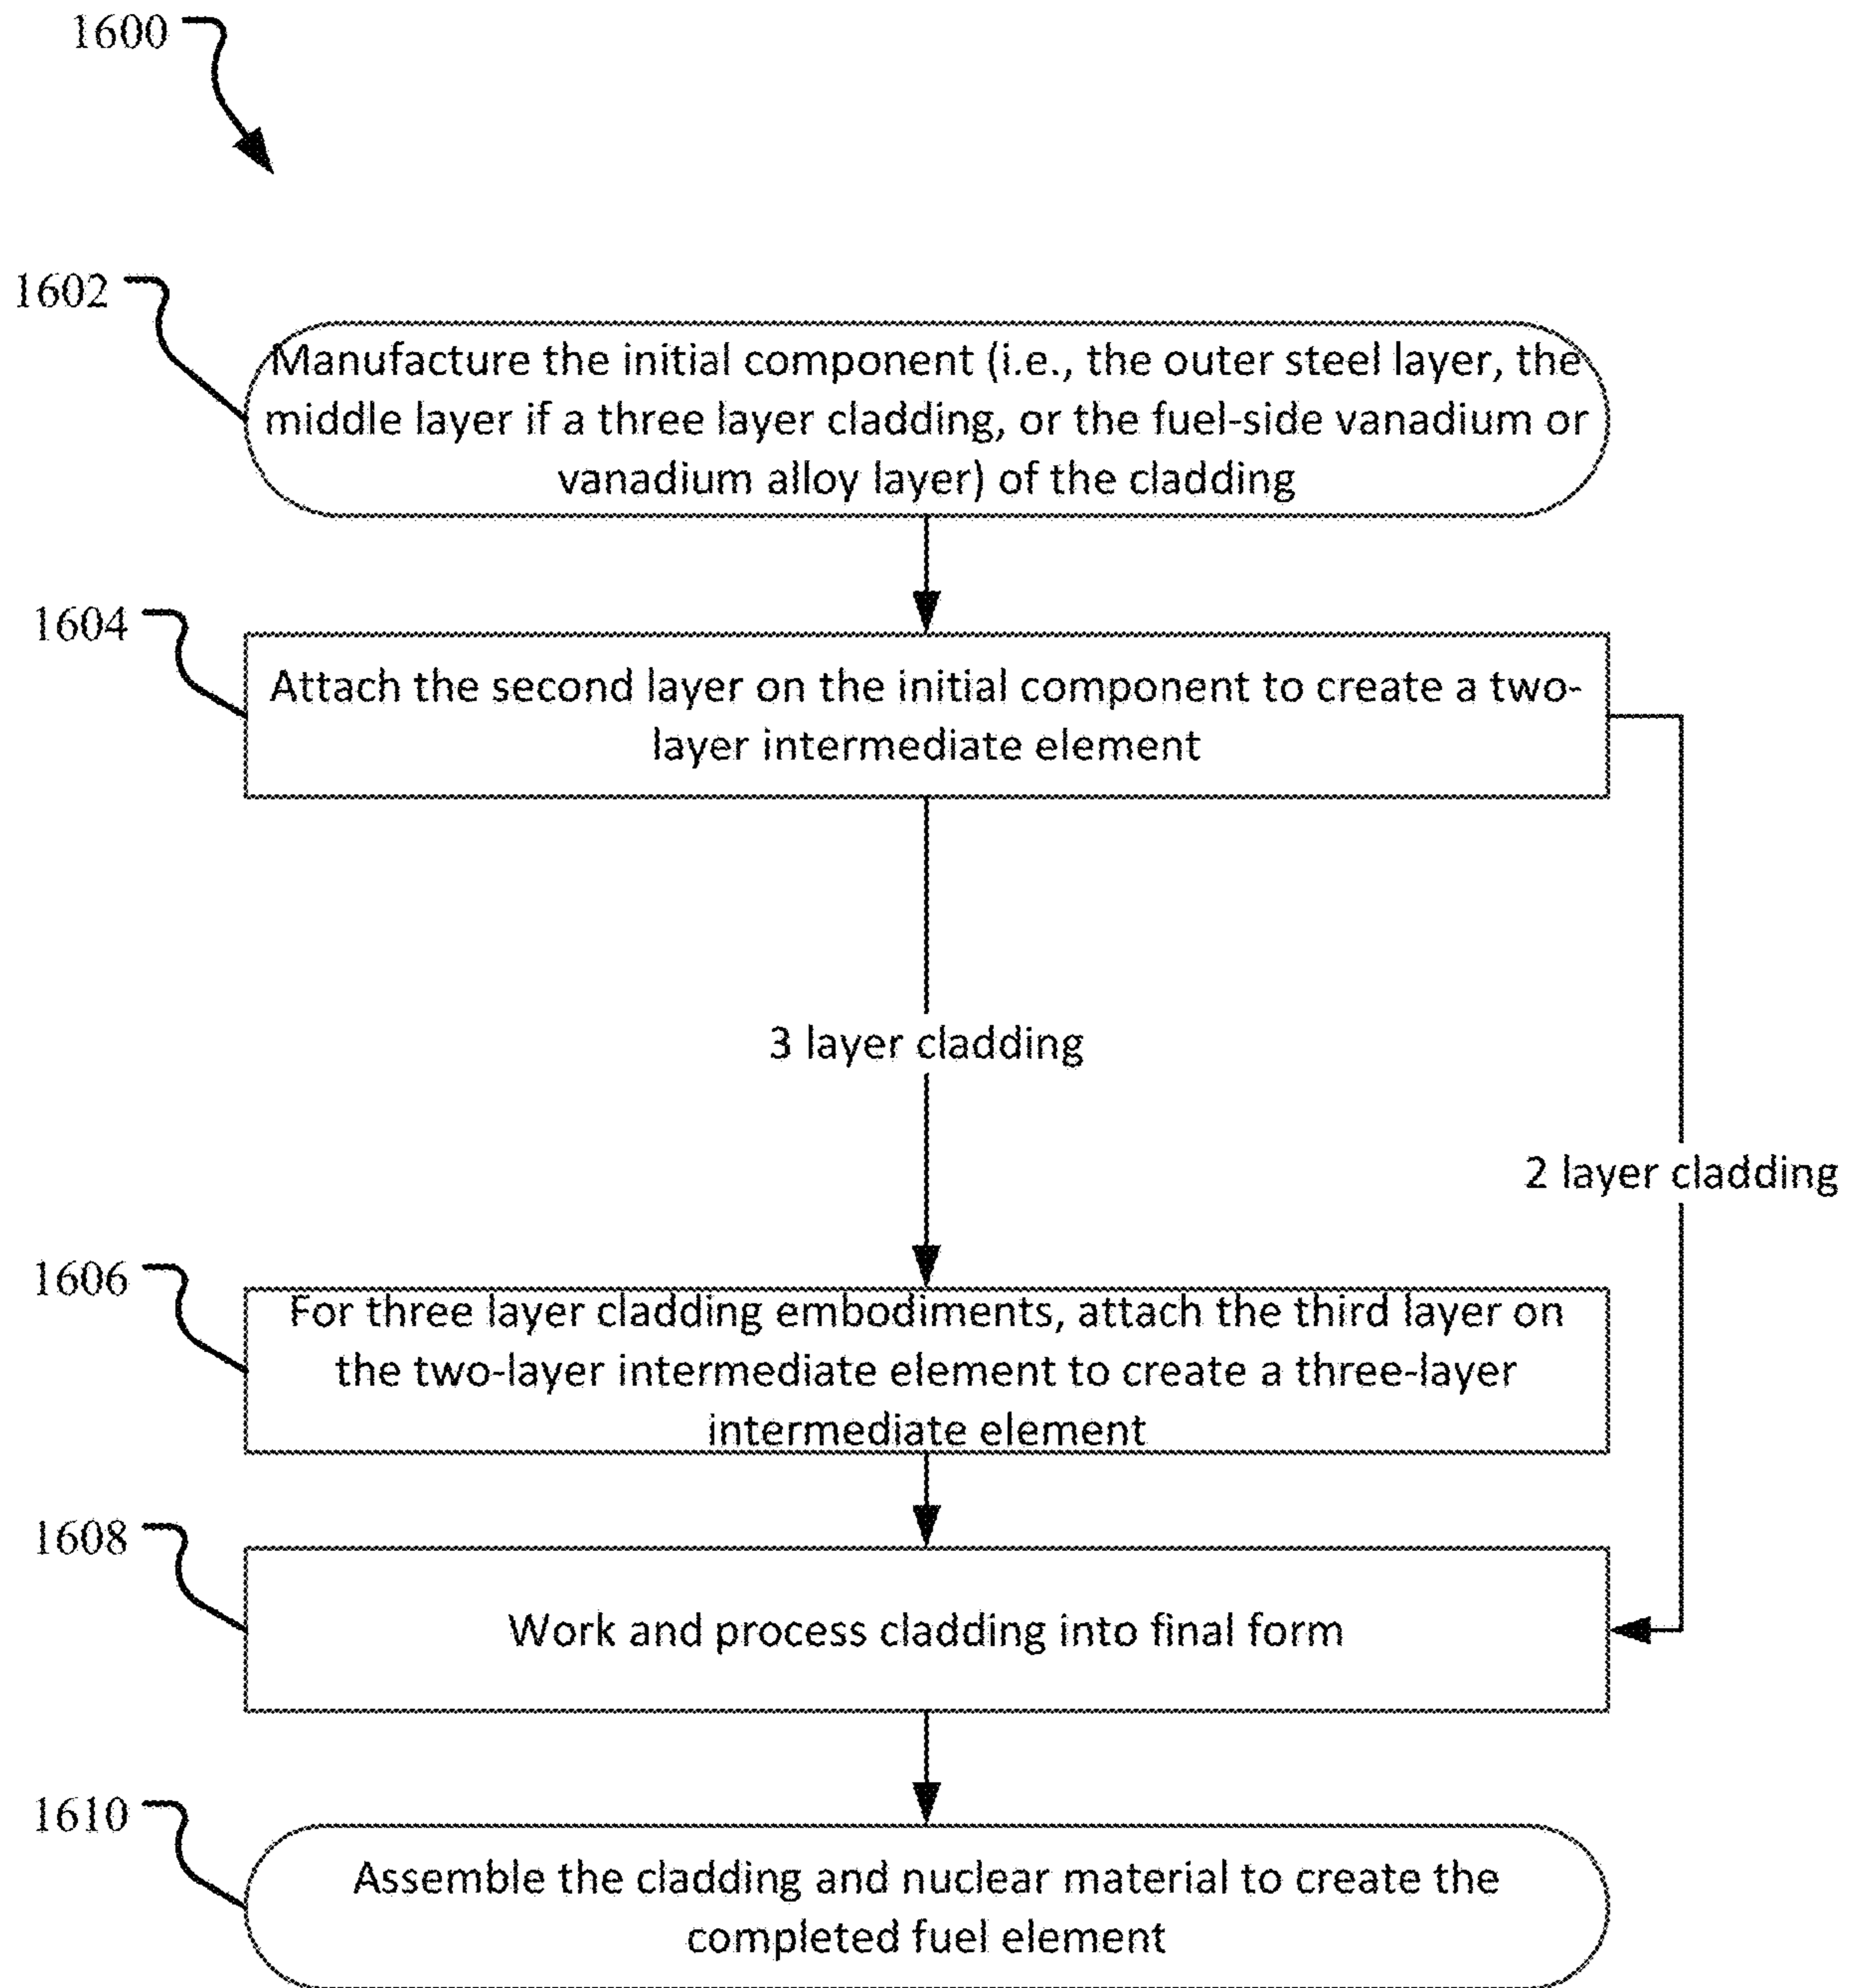 1600
1602
Manufacture the initial component (i.e., the outer steel layer, the
middle layer if a three layer cladding, or the fuel-side vanadium or
vanadium alloy layer) of the cladding
1604
Attach the second layer on the initial component to create a two-
layer intermediate element
3 layer cladding
2 layer cladding
1606
For three layer cladding embodiments, attach the third layer on
the two-layer intermediate element to create a three-layer
intermediate element
1608
Work and process cladding into final form
1610
Assemble the cladding and nuclear material to create the
completed fuel element